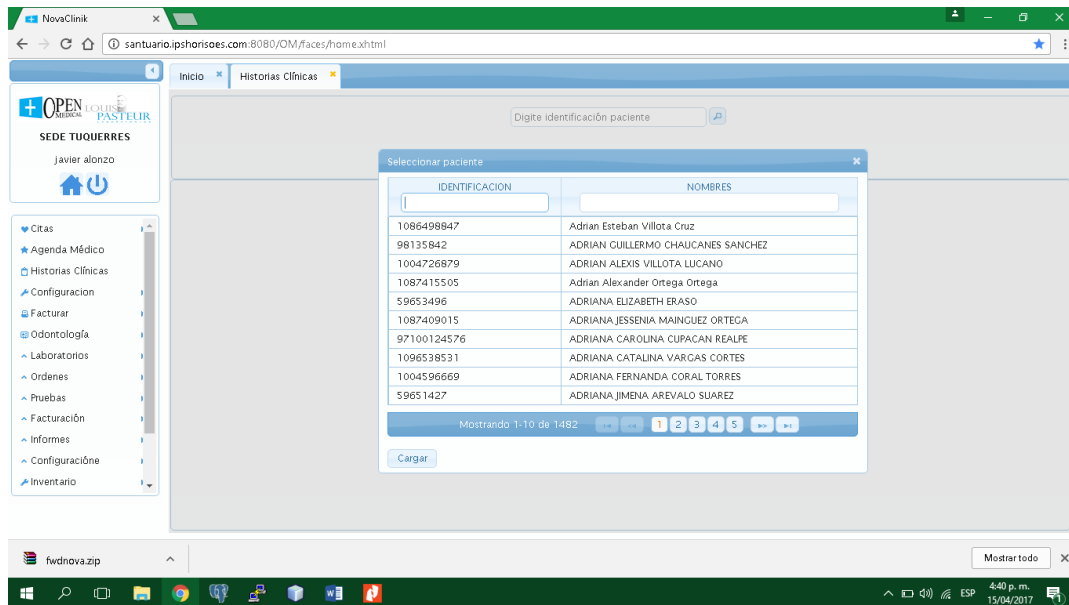 NovaClinik
santuario.ipshorisoes.com:8080/OM/faces/home.xhtml
Inicio
Historias Clínicas
OPEN MEDICAL LOUIS PASTEUR
SEDE TUQUERRES
javier alonzo
Citas
Agenda Médico
Historias Clínicas
Configuracion
Facturar
Odontología
Laboratorios
Ordenes
Pruebas
Facturación
Informes
Configuracióne
Inventario
Digite identificación paciente
Seleccionar paciente
IDENTIFICACION NOMBRES
1086498847 Adrian Esteban Villota Cruz
98135842 ADRIAN GUILLERMO CHAUCANES SANCHEZ
1004726879 ADRIAN ALEXIS VILLOTA LUCANO
1087415505 Adrian Alexander Ortega Ortega
59653496 ADRIANA ELIZABETH ERASO
1087409015 ADRIANA JESSENIA MAINGUEZ ORTEGA
97100124576 ADRIANA CAROLINA CUPACAN REALPE
1096538531 ADRIANA CATALINA VARGAS CORTES
1004596669 ADRIANA FERNANDA CORAL TORRES
59651427 ADRIANA JIMENA AREVALO SUAREZ
Mostrando 1-10 de 1482 1 2 3 4 5
Cargar
fwdnova.zip
Mostrar todo
ESP
4:40 p. m.
15/04/2017